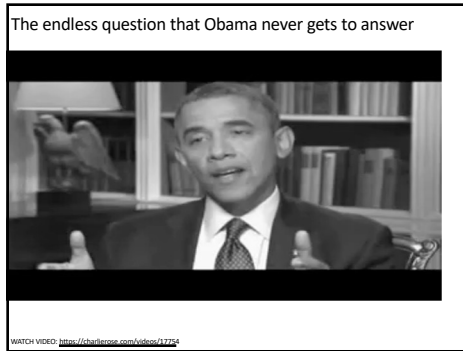 The endless question that Obama never gets to answer
WATCH VIDEO: https://charlierose.com/videos/17754